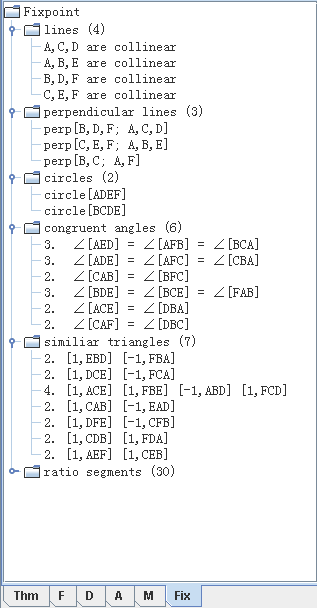 Fixpoint
lines (4)
A,C,D are collinear
A,B,E are collinear
B,D,F are collinear
C,E,F are collinear
perpendicular lines (3)
perp[B,D,F; A,C,D]
perp[C,E,F; A,B,E]
perp[B,C; A,F]
circles (2)
circle[ADEF]
circle[BCDE]
congruent angles (6)
3. ∠[AED] = ∠[AFB] = ∠[BCA]
3. ∠[ADE] = ∠[AFC] = ∠[CBA]
2. ∠[CAB] = ∠[BFC]
3. ∠[BDE] = ∠[BCE] = ∠[FAB]
2. ∠[ACE] = ∠[DBA]
2. ∠[CAF] = ∠[DBC]
similiar triangles (7)
2. [1,EBD] [-1,FBA]
2. [1,DCE] [-1,FCA]
4. [1,ACE] [1,FBE] [-1,ABD] [1,FCD]
2. [1,CAB] [-1,EAD]
2. [1,DFE] [-1,CFB]
2. [1,CDB] [1,FDA]
2. [1,AEF] [1,CEB]
ratio segments (30)
Thm F D A M Fix